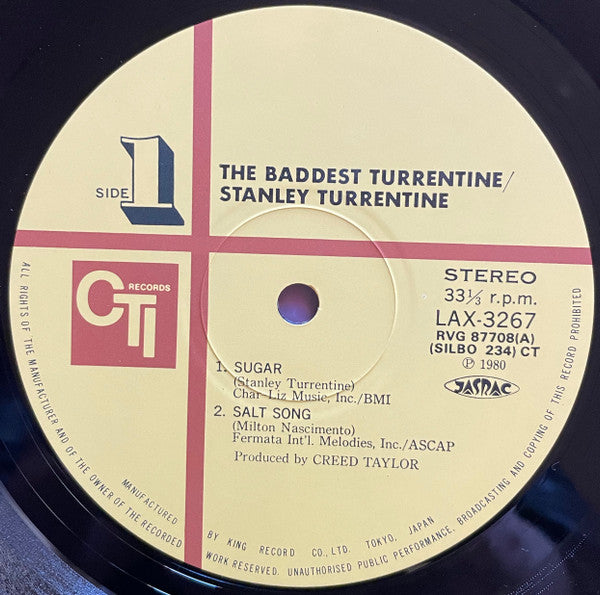 SIDE 1
THE BADDEST TURRENTINE/
STANLEY TURRENTINE
CTI RECORDS
STEREO
33⅓ r.p.m.
LAX-3267
RVG 87708(A)
(SILBO 234) CT
℗ 1980
JASRAC
1. SUGAR
(Stanley Turrentine)
Char-Liz Music, Inc./BMI
2. SALT SONG
(Milton Nascimento)
Fermata Int'l. Melodies, Inc./ASCAP
Produced by CREED TAYLOR
MANUFACTURED BY KING RECORD CO., LTD. TOKYO, JAPAN
ALL RIGHTS OF THE MANUFACTURER AND OF THE OWNER OF THE RECORDED WORK RESERVED. UNAUTHORISED PUBLIC PERFORMANCE, BROADCASTING AND COPYING OF THIS RECORD PROHIBITED